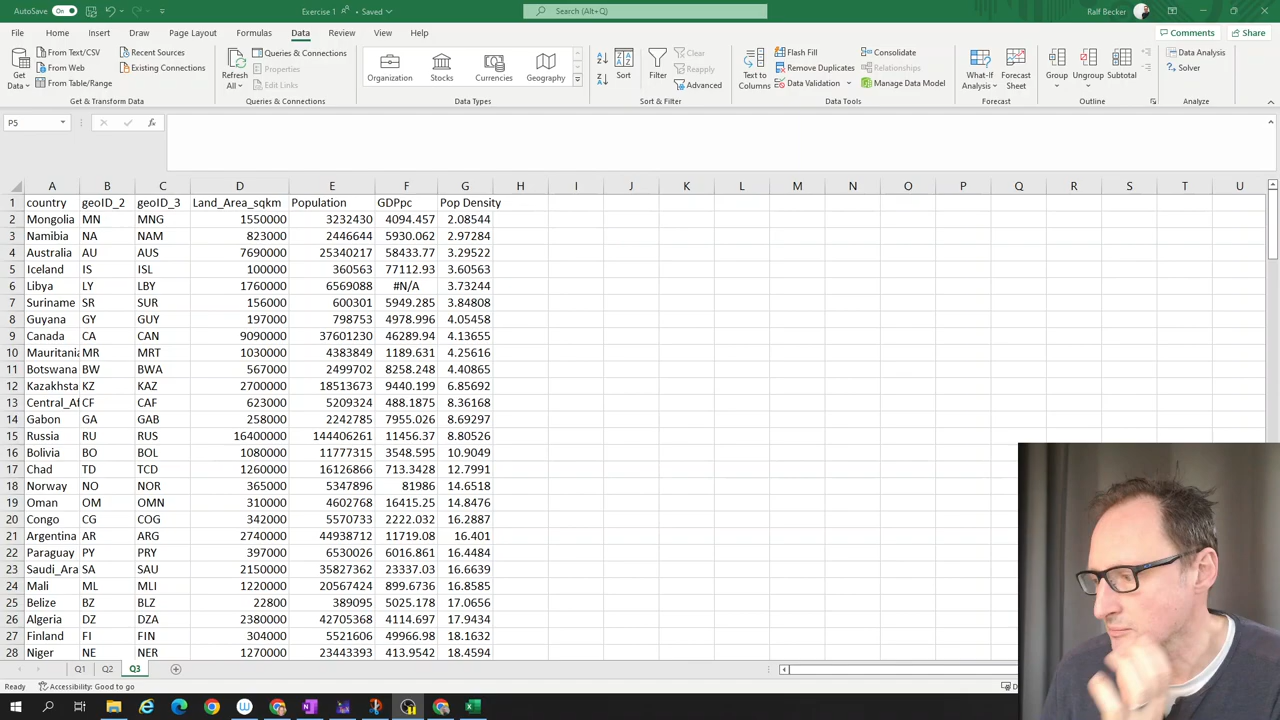 AutoSave On Exercise 1 • Saved Search (Alt+Q) Ralf Becker
File Home Insert Draw Page Layout Formulas Data Review View Help Comments Share
Get Data From Text/CSV From Web From Table/Range Recent Sources Existing Connections
Refresh All Queries & Connections Properties Edit Links
Organization Stocks Currencies Geography
Sort Filter Clear Reapply Advanced
Text to Columns Flash Fill Remove Duplicates Data Validation Consolidate Relationships Manage Data Model
What-If Analysis Forecast Sheet Group Ungroup Subtotal Data Analysis Solver
Get & Transform Data Queries & Connections Data Types Sort & Filter Data Tools Forecast Outline Analyze
P5 fx
A B C D E F G H I J K L M N O P Q R S T U
1 country geoID_2 geoID_3 Land_Area_sqkm Population GDPpc Pop Density
2 Mongolia MN MNG 1550000 3232430 4094.457 2.08544
3 Namibia NA NAM 823000 2446644 5930.062 2.97284
4 Australia AU AUS 7690000 25340217 58433.77 3.29522
5 Iceland IS ISL 100000 360563 77112.93 3.60563
6 Libya LY LBY 1760000 6569088 #N/A 3.73244
7 Suriname SR SUR 156000 600301 5949.285 3.84808
8 Guyana GY GUY 197000 798753 4978.996 4.05458
9 Canada CA CAN 9090000 37601230 46289.94 4.13655
10 Mauritani MR MRT 1030000 4383849 1189.631 4.25616
11 Botswana BW BWA 567000 2499702 8258.248 4.40865
12 Kazakhsta KZ KAZ 2700000 18513673 9440.199 6.85692
13 Central_Af CF CAF 623000 5209324 488.1875 8.36168
14 Gabon GA GAB 258000 2242785 7955.026 8.69297
15 Russia RU RUS 16400000 144406261 11456.37 8.80526
16 Bolivia BO BOL 1080000 11777315 3548.595 10.9049
17 Chad TD TCD 1260000 16126866 713.3428 12.7991
18 Norway NO NOR 365000 5347896 81986 14.6518
19 Oman OM OMN 310000 4602768 16415.25 14.8476
20 Congo CG COG 342000 5570733 2222.032 16.2887
21 Argentina AR ARG 2740000 44938712 11719.08 16.401
22 Paraguay PY PRY 397000 6530026 6016.861 16.4484
23 Saudi_Ara SA SAU 2150000 35827362 23337.03 16.6639
24 Mali ML MLI 1220000 20567424 899.6736 16.8585
25 Belize BZ BLZ 22800 389095 5025.178 17.0656
26 Algeria DZ DZA 2380000 42705368 4114.697 17.9434
27 Finland FI FIN 304000 5521606 49966.98 18.1632
28 Niger NE NER 1270000 23443393 413.9542 18.4594
Q1 Q2 Q3
Ready Accessibility: Good to go